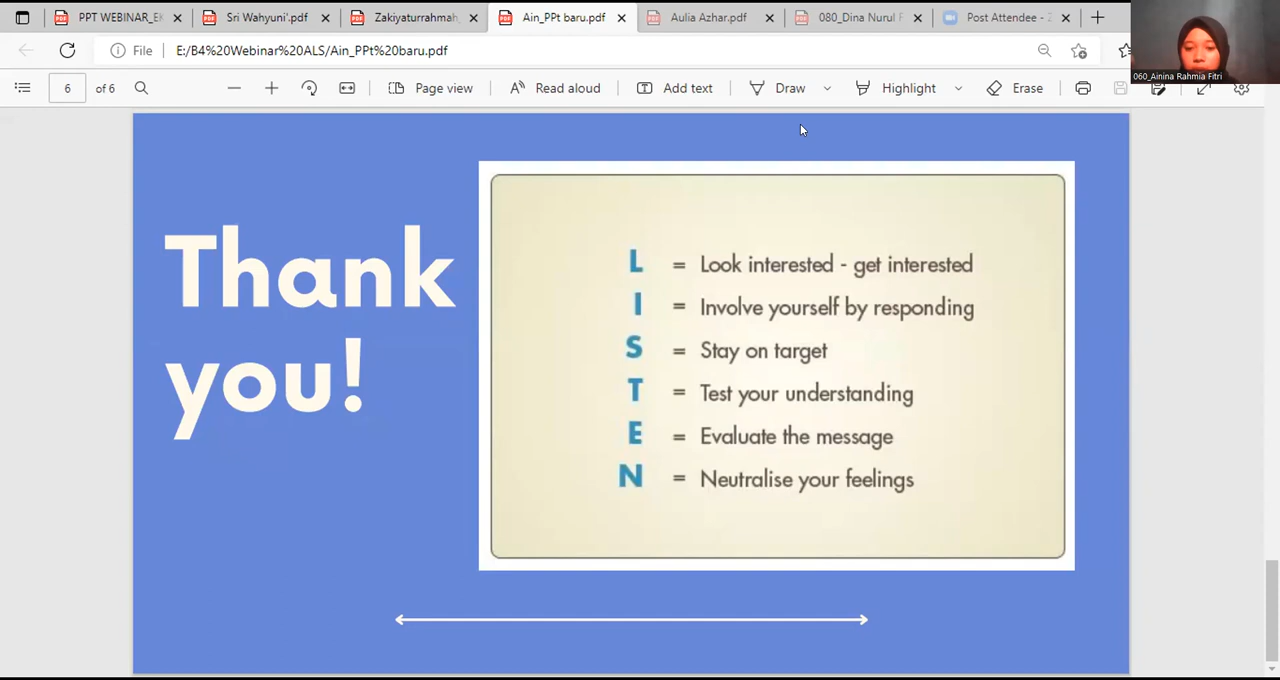 PPT WEBINAR_E
Sri Wahyuni'.pdf
Zakiyaturrahmah
Ain_PPt baru.pdf
Aulia Azhar.pdf
080_Dina Nurul F
Post Attendee - Z
File
E:/B4%20Webinar%20ALS/Ain_PPt%20baru.pdf
060_Ainina Rahmia Fitri
6 of 6
Page view
Read aloud
Add text
Draw
Highlight
Erase
Thank
you!
L = Look interested - get interested
I = Involve yourself by responding
S = Stay on target
T = Test your understanding
E = Evaluate the message
N = Neutralise your feelings